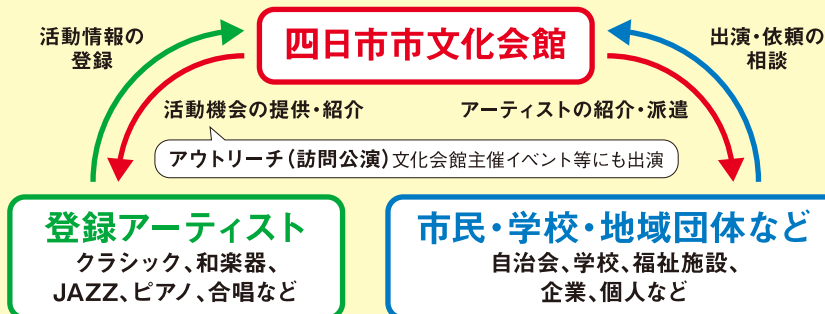 四日市市文化会館
活動情報の
登録
出演・依頼の
相談
活動機会の提供・紹介
アーティストの紹介・派遣
アウトリーチ(訪問公演)文化会館主催イベント等にも出演
登録アーティスト
クラシック、和楽器、
JAZZ、ピアノ、合唱など
市民・学校・地域団体など
自治会、学校、福祉施設、
企業、個人など